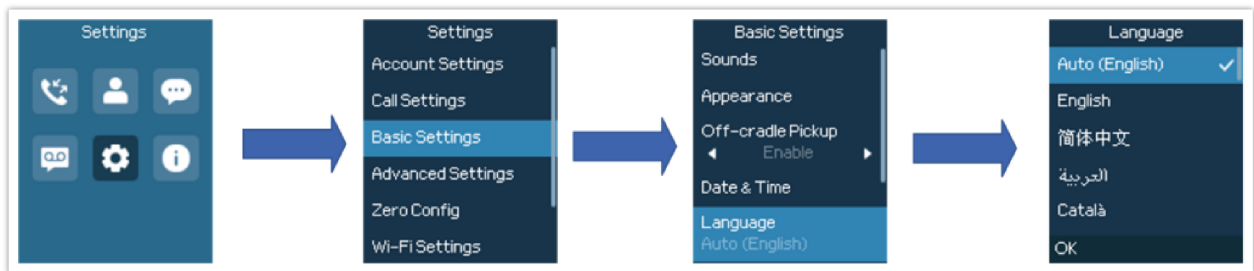 Settings
Settings
Account Settings
Call Settings
Basic Settings
Advanced Settings
Zero Config
Wi-Fi Settings
Basic Settings
Sounds
Appearance
Off-cradle Pickup
Enable
Date & Time
Language
Auto (English)
Language
Auto (English)
English
简体中文
العربية
Català
OK